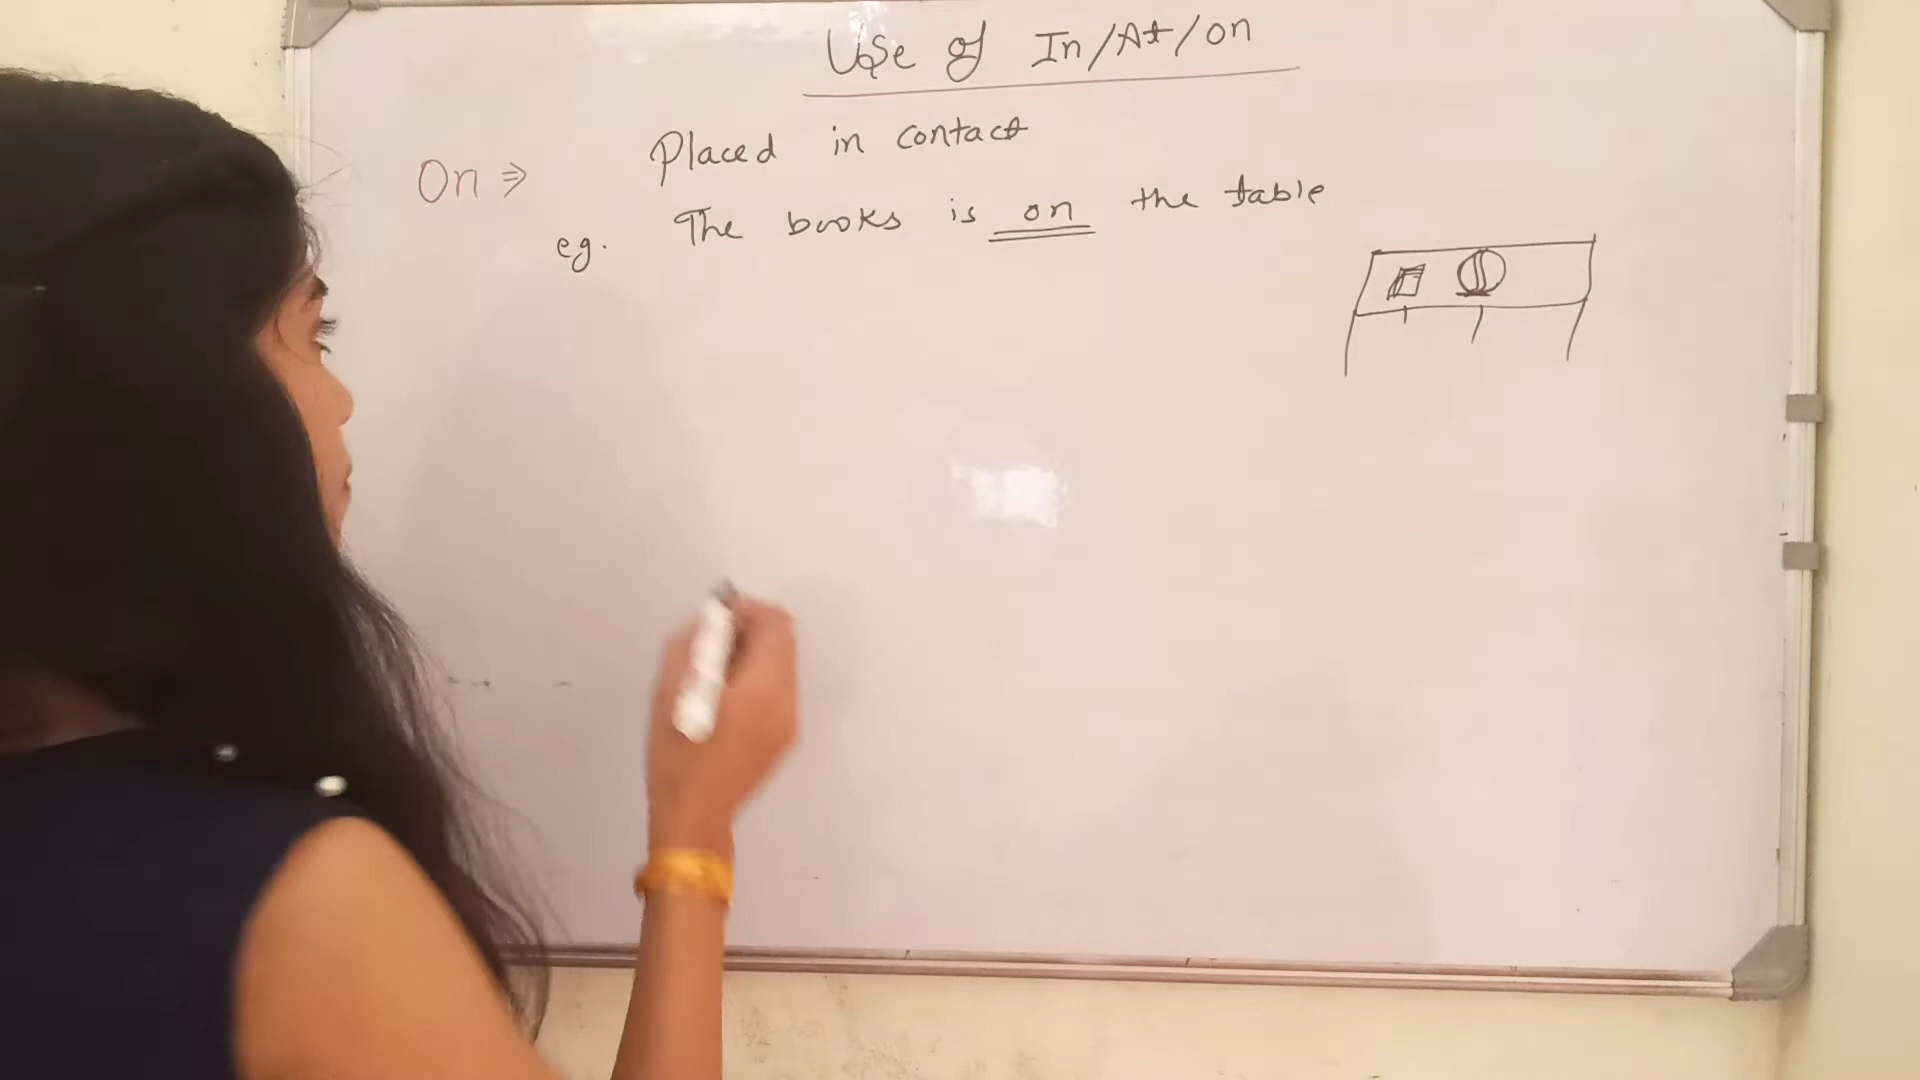 Use of In/At/on
Placed in contact
On ⇒
eg. The books is on the table